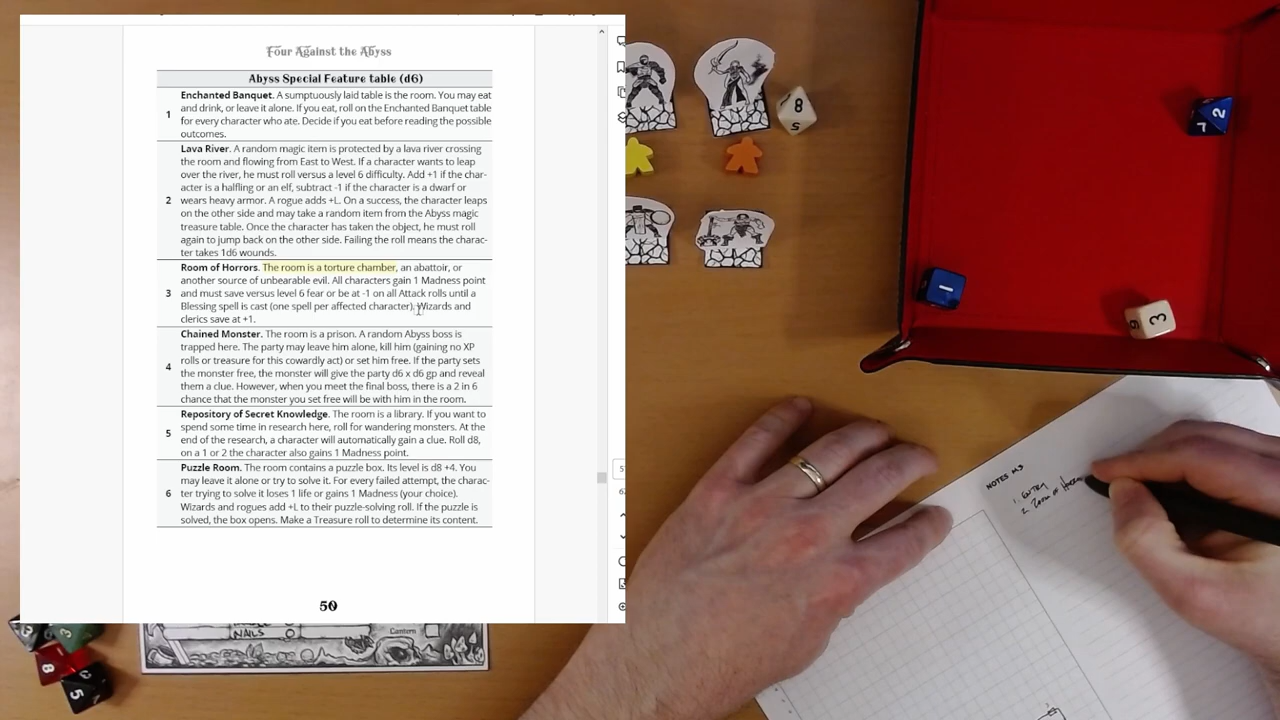 Four Against the Abyss
Abyss Special Feature table (d6)
1
Enchanted Banquet. A sumptuously laid table is the room. You may eat
and drink, or leave it alone. If you eat, roll on the Enchanted Banquet table
for every character who ate. Decide if you eat before reading the possible
outcomes.
2
Lava River. A random magic item is protected by a lava river crossing
the room and flowing from East to West. If a character wants to leap
over the river, he must roll versus a level 6 difficulty. Add +1 if the char-
acter is a halfling or an elf, subtract -1 if the character is a dwarf or
wears heavy armor. A rogue adds +L. On a success, the character leaps
on the other side and may take a random item from the Abyss magic
treasure table. Once the character has taken the object, he must roll
again to jump back on the other side. Failing the roll means the charac-
ter takes 1d6 wounds.
3
Room of Horrors. The room is a torture chamber, an abattoir, or
another source of unbearable evil. All characters gain 1 Madness point
and must save versus level 6 fear or be at -1 on all Attack rolls until a
Blessing spell is cast (one spell per affected character). Wizards and
clerics save at +1.
4
Chained Monster. The room is a prison. A random Abyss boss is
trapped here. The party may leave him alone, kill him (gaining no XP
rolls or treasure for this cowardly act) or set him free. If the party sets
the monster free, the monster will give the party d6 x d6 gp and reveal
them a clue. However, when you meet the final boss, there is a 2 in 6
chance that the monster you set free will be with him in the room.
5
Repository of Secret Knowledge. The room is a library. If you want to
spend some time in research here, roll for wandering monsters. At the
end of the research, a character will automatically gain a clue. Roll d8,
on a 1 or 2 the character also gains 1 Madness point.
6
Puzzle Room. The room contains a puzzle box. Its level is d8 +4. You
may leave it alone or try to solve it. For every failed attempt, the charac-
ter trying to solve it loses 1 life or gains 1 Madness (your choice).
Wizards and rogues add +L to their puzzle-solving roll. If the puzzle is
solved, the box opens. Make a Treasure roll to determine its content.
50
NAILS 0
Lantern
8
5
2
7
1
3
NOTES M3
1. ENTRY
2. ROOM OF HORRO
3
8
5